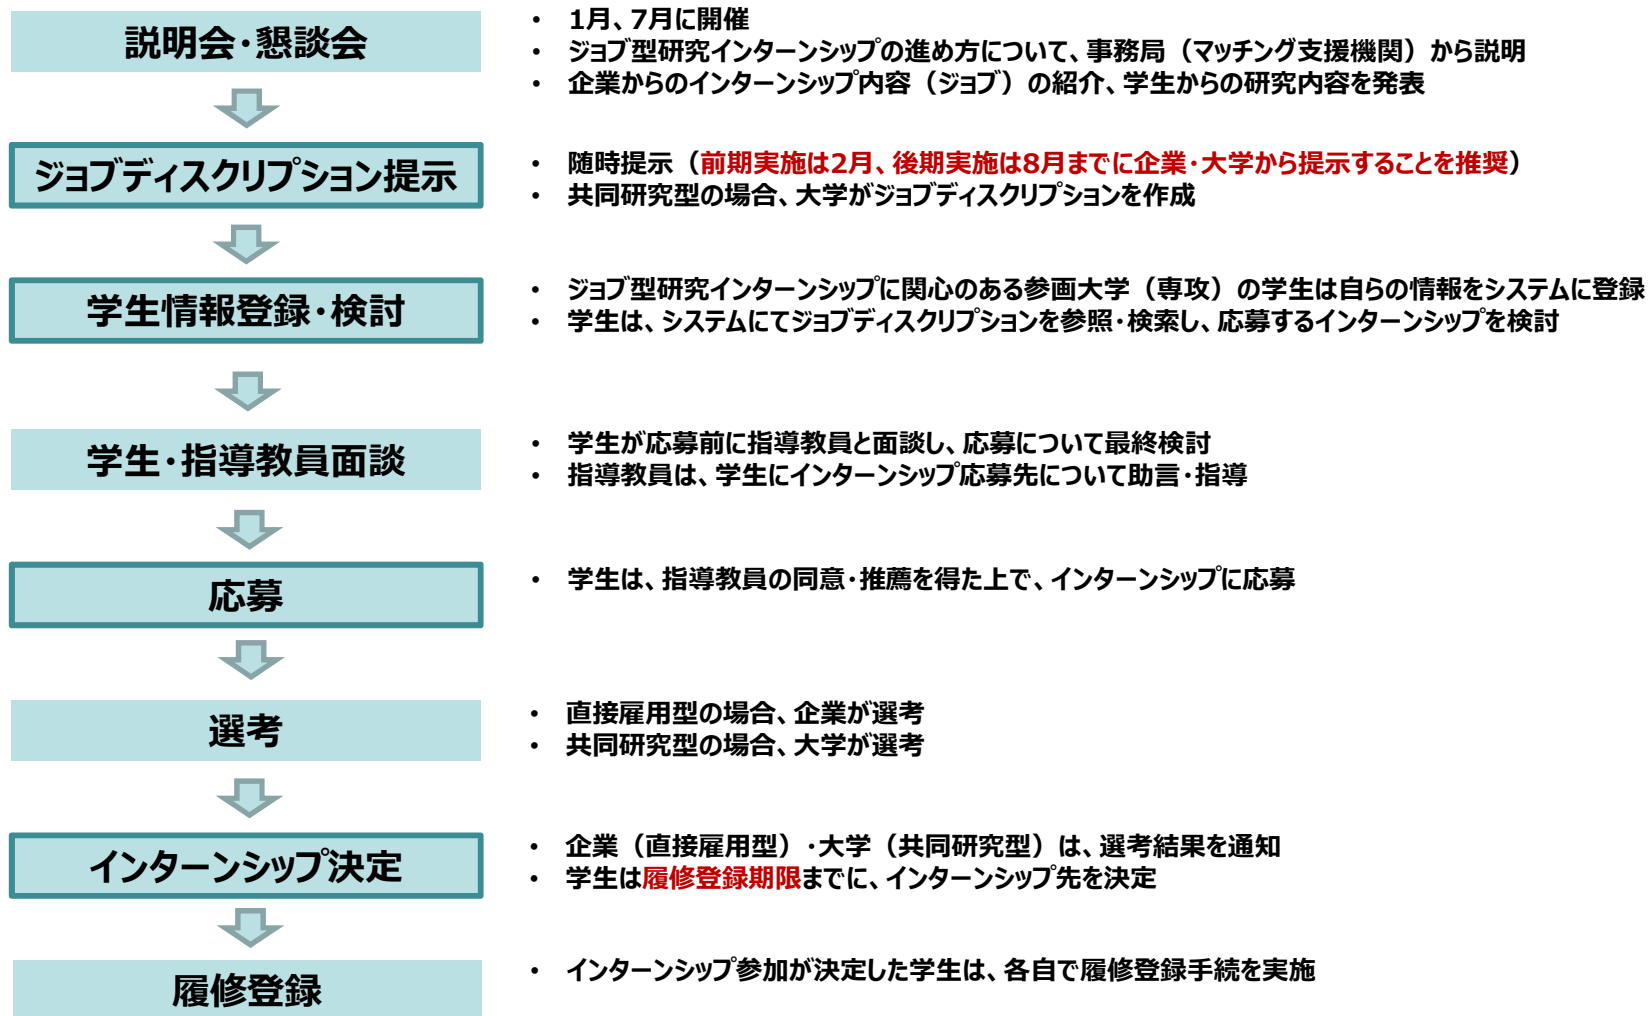 説明会・懇談会
• 1月、7月に開催
• ジョブ型研究インターンシップの進め方について、事務局（マッチング支援機関）から説明
• 企業からのインターンシップ内容（ジョブ）の紹介、学生からの研究内容を発表
ジョブディスクリプション提示
• 随時提示（前期実施は2月、後期実施は8月までに企業・大学から提示することを推奨）
• 共同研究型の場合、大学がジョブディスクリプションを作成
学生情報登録・検討
• ジョブ型研究インターンシップに関心のある参画大学（専攻）の学生は自らの情報をシステムに登録
• 学生は、システムにてジョブディスクリプションを参照・検索し、応募するインターンシップを検討
学生・指導教員面談
• 学生が応募前に指導教員と面談し、応募について最終検討
• 指導教員は、学生にインターンシップ応募先について助言・指導
応募
• 学生は、指導教員の同意・推薦を得た上で、インターンシップに応募
選考
• 直接雇用型の場合、企業が選考
• 共同研究型の場合、大学が選考
インターンシップ決定
• 企業（直接雇用型）・大学（共同研究型）は、選考結果を通知
• 学生は履修登録期限までに、インターンシップ先を決定
履修登録
• インターンシップ参加が決定した学生は、各自で履修登録手続を実施